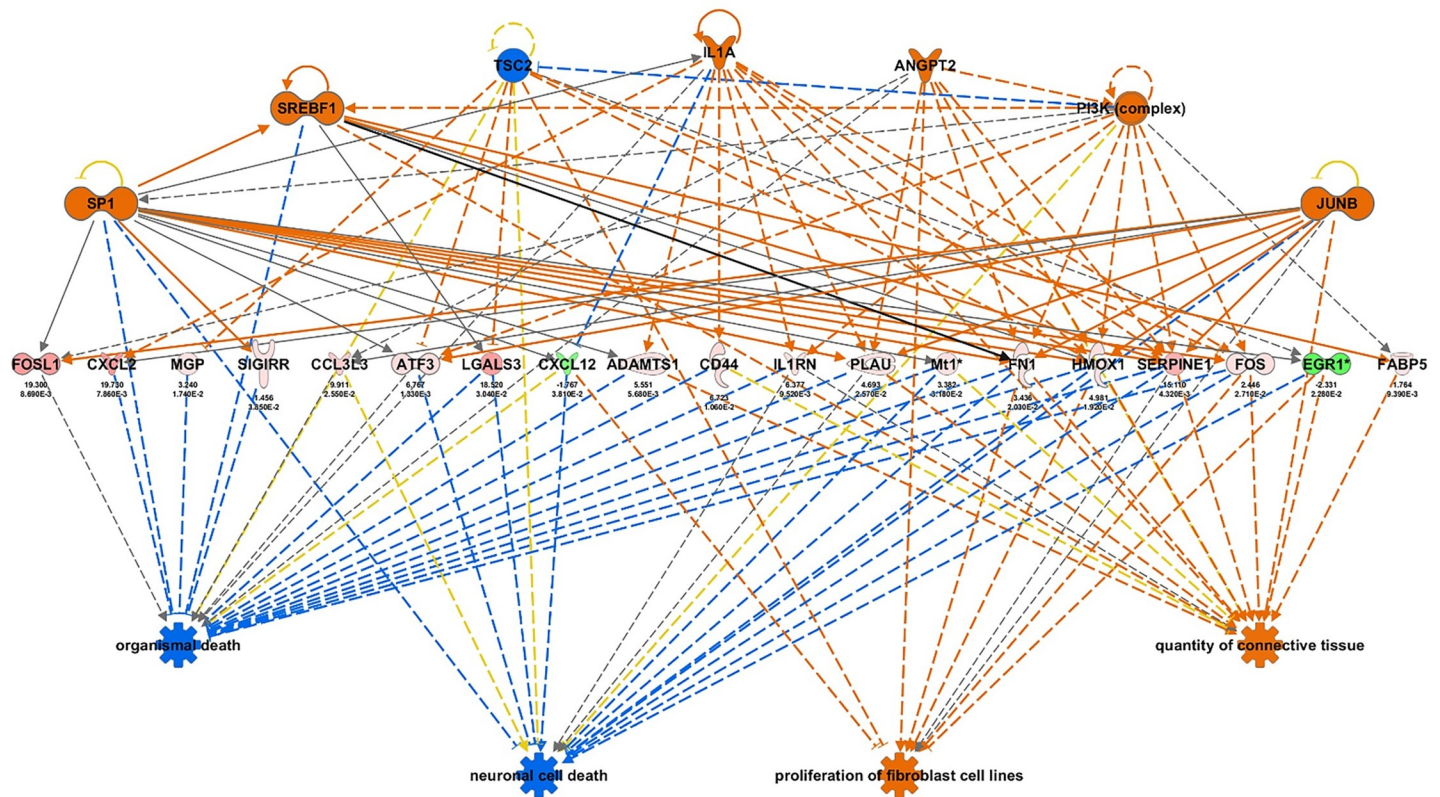 IL1A
TSC2
ANGPT2
SREBF1
PI3K (complex)
SP1
JUNB
FOSL1 CXCL2 MGP SIGIRR CCL3L3 ATF3 LGALS3 CXCL12 ADAMTS1 CD44 IL1RN PLAU Mt1* FN1 HMOX1 SERPINE1 FOS EGR1* FABP5
19.300 19.730 3.240 1.456 9.911 6.767 18.520 -1.767 5.551 6.723 6.377 4.693 3.382 3.436 4.981 15.110 2.446 -2.331 1.764
8.690E-3 7.860E-3 1.740E-2 3.850E-2 2.550E-2 1.330E-3 3.040E-2 3.810E-2 5.680E-3 1.060E-2 9.520E-3 2.570E-2 3.180E-2 2.030E-2 1.920E-2 4.320E-3 2.710E-2 2.280E-2 9.390E-3
organismal death
quantity of connective tissue
neuronal cell death
proliferation of fibroblast cell lines